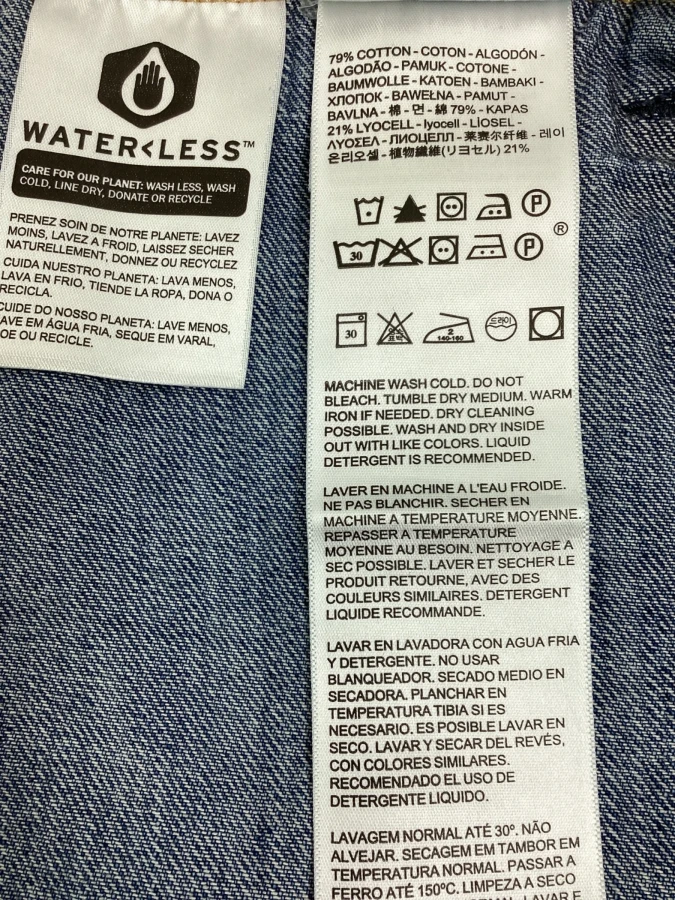 WATER<LESS™
CARE FOR OUR PLANET: WASH LESS, WASH
COLD, LINE DRY, DONATE OR RECYCLE
PRENEZ SOIN DE NOTRE PLANETE: LAVEZ
MOINS, LAVEZ A FROID, LAISSEZ SECHER
NATURELLEMENT, DONNEZ OU RECYCLEZ
CUIDA NUESTRO PLANETA: LAVA MENOS,
LAVA EN FRIO, TIENDE LA ROPA, DONA O
RECICLA.
CUIDE DO NOSSO PLANETA: LAVE MENOS,
AVE EM ÁGUA FRIA, SEQUE EM VARAL,
OE OU RECICLE.
79% COTTON - COTON - ALGODÓN -
ALGODÃO - PAMUK - COTONE -
BAUMWOLLE - KATOEN - BAMBAKI -
ХЛОПОК - BAWEŁNA - PAMUT -
BAVLNA - 棉 - 면 - 綿 79% - KAPAS
21% LYOCELL - lyocell - LİOSEL -
ΛΥΟΣΕΛ - ЛИОЦЕЛЛ - 莱赛尔纤维 - 레이
온리오셀 - 植物繊維(リヨセル) 21%
P
30 P ®
30 2 140-160 드라이
MACHINE WASH COLD. DO NOT
BLEACH. TUMBLE DRY MEDIUM. WARM
IRON IF NEEDED. DRY CLEANING
POSSIBLE. WASH AND DRY INSIDE
OUT WITH LIKE COLORS. LIQUID
DETERGENT IS RECOMMENDED.
LAVER EN MACHINE A L'EAU FROIDE.
NE PAS BLANCHIR. SECHER EN
MACHINE A TEMPERATURE MOYENNE.
REPASSER A TEMPERATURE
MOYENNE AU BESOIN. NETTOYAGE A
SEC POSSIBLE. LAVER ET SECHER LE
PRODUIT RETOURNE, AVEC DES
COULEURS SIMILAIRES. DETERGENT
LIQUIDE RECOMMANDE.
LAVAR EN LAVADORA CON AGUA FRIA
Y DETERGENTE. NO USAR
BLANQUEADOR. SECADO MEDIO EN
SECADORA. PLANCHAR EN
TEMPERATURA TIBIA SI ES
NECESARIO. ES POSIBLE LAVAR EN
SECO. LAVAR Y SECAR DEL REVÉS,
CON COLORES SIMILARES.
RECOMENDADO EL USO DE
DETERGENTE LIQUIDO.
LAVAGEM NORMAL ATÉ 30º. NÃO
ALVEJAR. SECAGEM EM TAMBOR EM
TEMPERATURA NORMAL. PASSAR A
FERRO ATÉ 150ºC. LIMPEZA A SECO